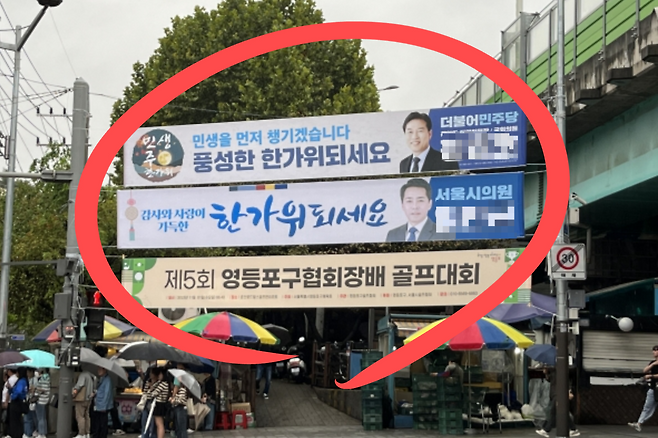 민생
한가위
민생을 먼저 챙기겠습니다
풍성한 한가위되세요
더불어민주당
감사와 사랑이
가득한
한가위되세요
서울시의원
제5회 영등포구협회장배 골프대회
30